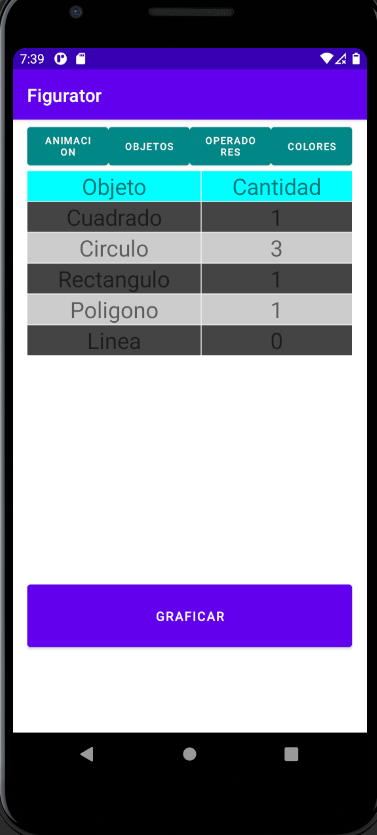 7:39
Figurator
ANIMACI
ON
OBJETOS
OPERADO
RES
COLORES
Objeto Cantidad
Cuadrado 1
Circulo 3
Rectangulo 1
Poligono 1
Linea 0
GRAFICAR